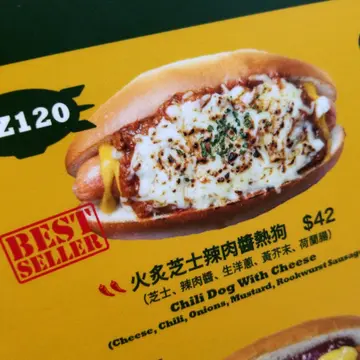 Z120
BEST
SELLER
火炙芝士辣肉醬熱狗 $42
(芝士、辣肉醬、生洋蔥、黃芥末、荷蘭腸)
Chili Dog With Cheese
(Cheese, Chili, Onions, Mustard, Rookwurst Sausage